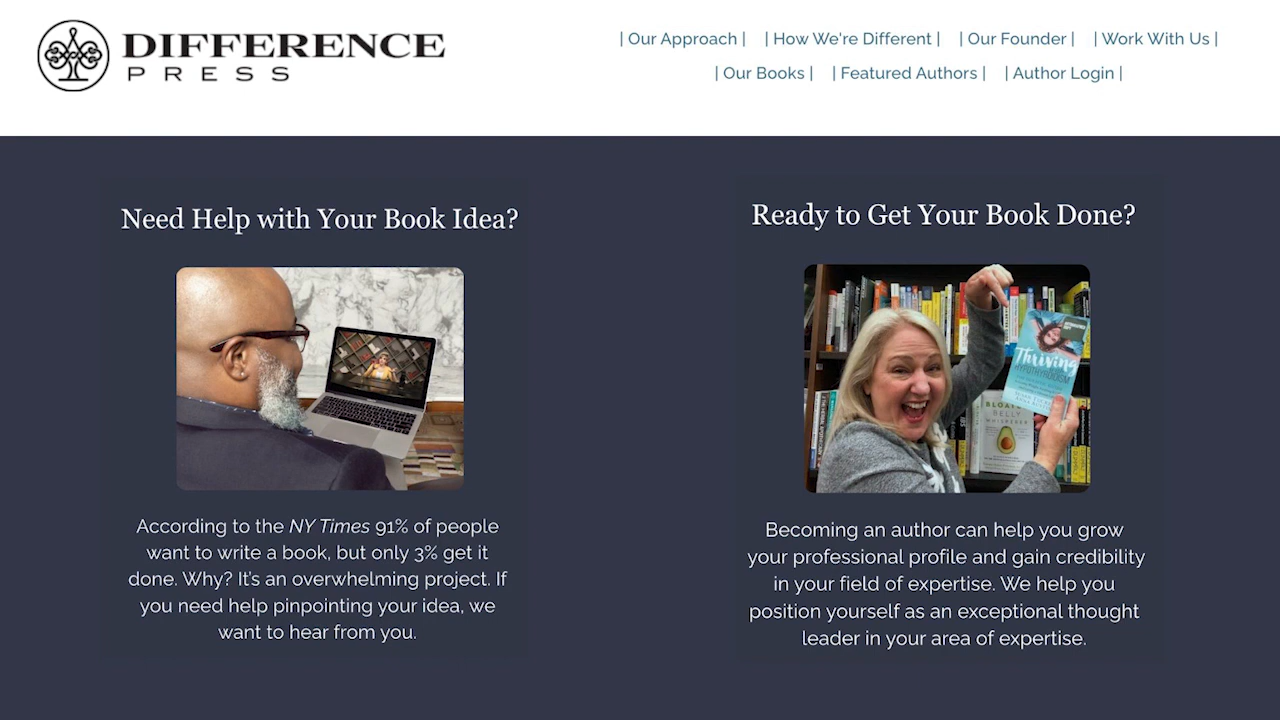 DIFFERENCE
PRESS
| Our Approach | | How We're Different | | Our Founder | | Work With Us |
| Our Books | | Featured Authors | | Author Login |
Need Help with Your Book Idea?
According to the NY Times 91% of people
want to write a book, but only 3% get it
done. Why? It's an overwhelming project. If
you need help pinpointing your idea, we
want to hear from you.
Ready to Get Your Book Done?
Thriving
BLOAT
BELLY
WHISPERER
Becoming an author can help you grow
your professional profile and gain credibility
in your field of expertise. We help you
position yourself as an exceptional thought
leader in your area of expertise.